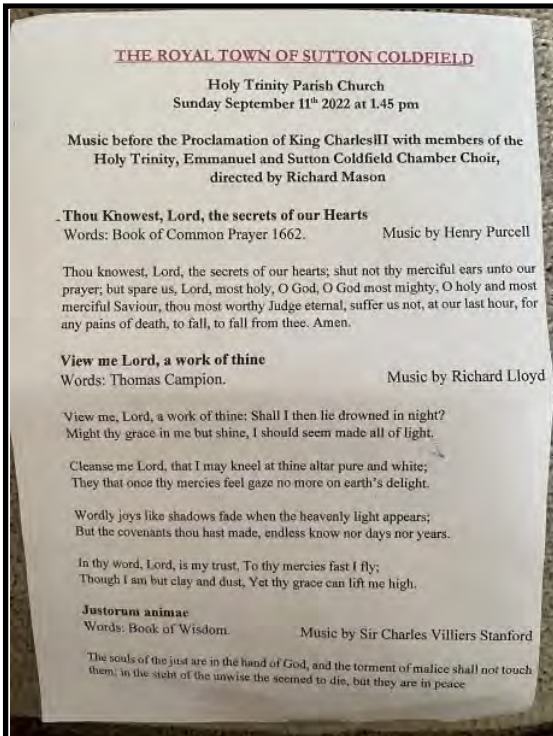 THE ROYAL TOWN OF SUTTON COLDFIELD
Holy Trinity Parish Church
Sunday September 11th 2022 at 1.45 pm
Music before the Proclamation of King CharlesIII with members of the
Holy Trinity, Emmanuel and Sutton Coldfield Chamber Choir,
directed by Richard Mason
Thou Knowest, Lord, the secrets of our Hearts
Words: Book of Common Prayer 1662. Music by Henry Purcell
Thou knowest, Lord, the secrets of our hearts; shut not thy merciful ears unto our
prayer; but spare us, Lord, most holy, O God, O God most mighty, O holy and most
merciful Saviour, thou most worthy Judge eternal, suffer us not, at our last hour, for
any pains of death, to fall, to fall from thee. Amen.
View me Lord, a work of thine
Words: Thomas Campion. Music by Richard Lloyd
View me, Lord, a work of thine: Shall I then lie drowned in night?
Might thy grace in me but shine, I should seem made all of light.
Cleanse me Lord, that I may kneel at thine altar pure and white;
They that once thy mercies feel gaze no more on earth's delight.
Wordly joys like shadows fade when the heavenly light appears;
But the covenants thou hast made, endless know nor days nor years.
In thy word, Lord, is my trust, To thy mercies fast I fly;
Though I am but clay and dust, Yet thy grace can lift me high.
Justorum animae
Words: Book of Wisdom. Music by Sir Charles Villiers Stanford
The souls of the just are in the hand of God, and the torment of malice shall not touch
them; in the sight of the unwise the seemed to die, but they are in peace